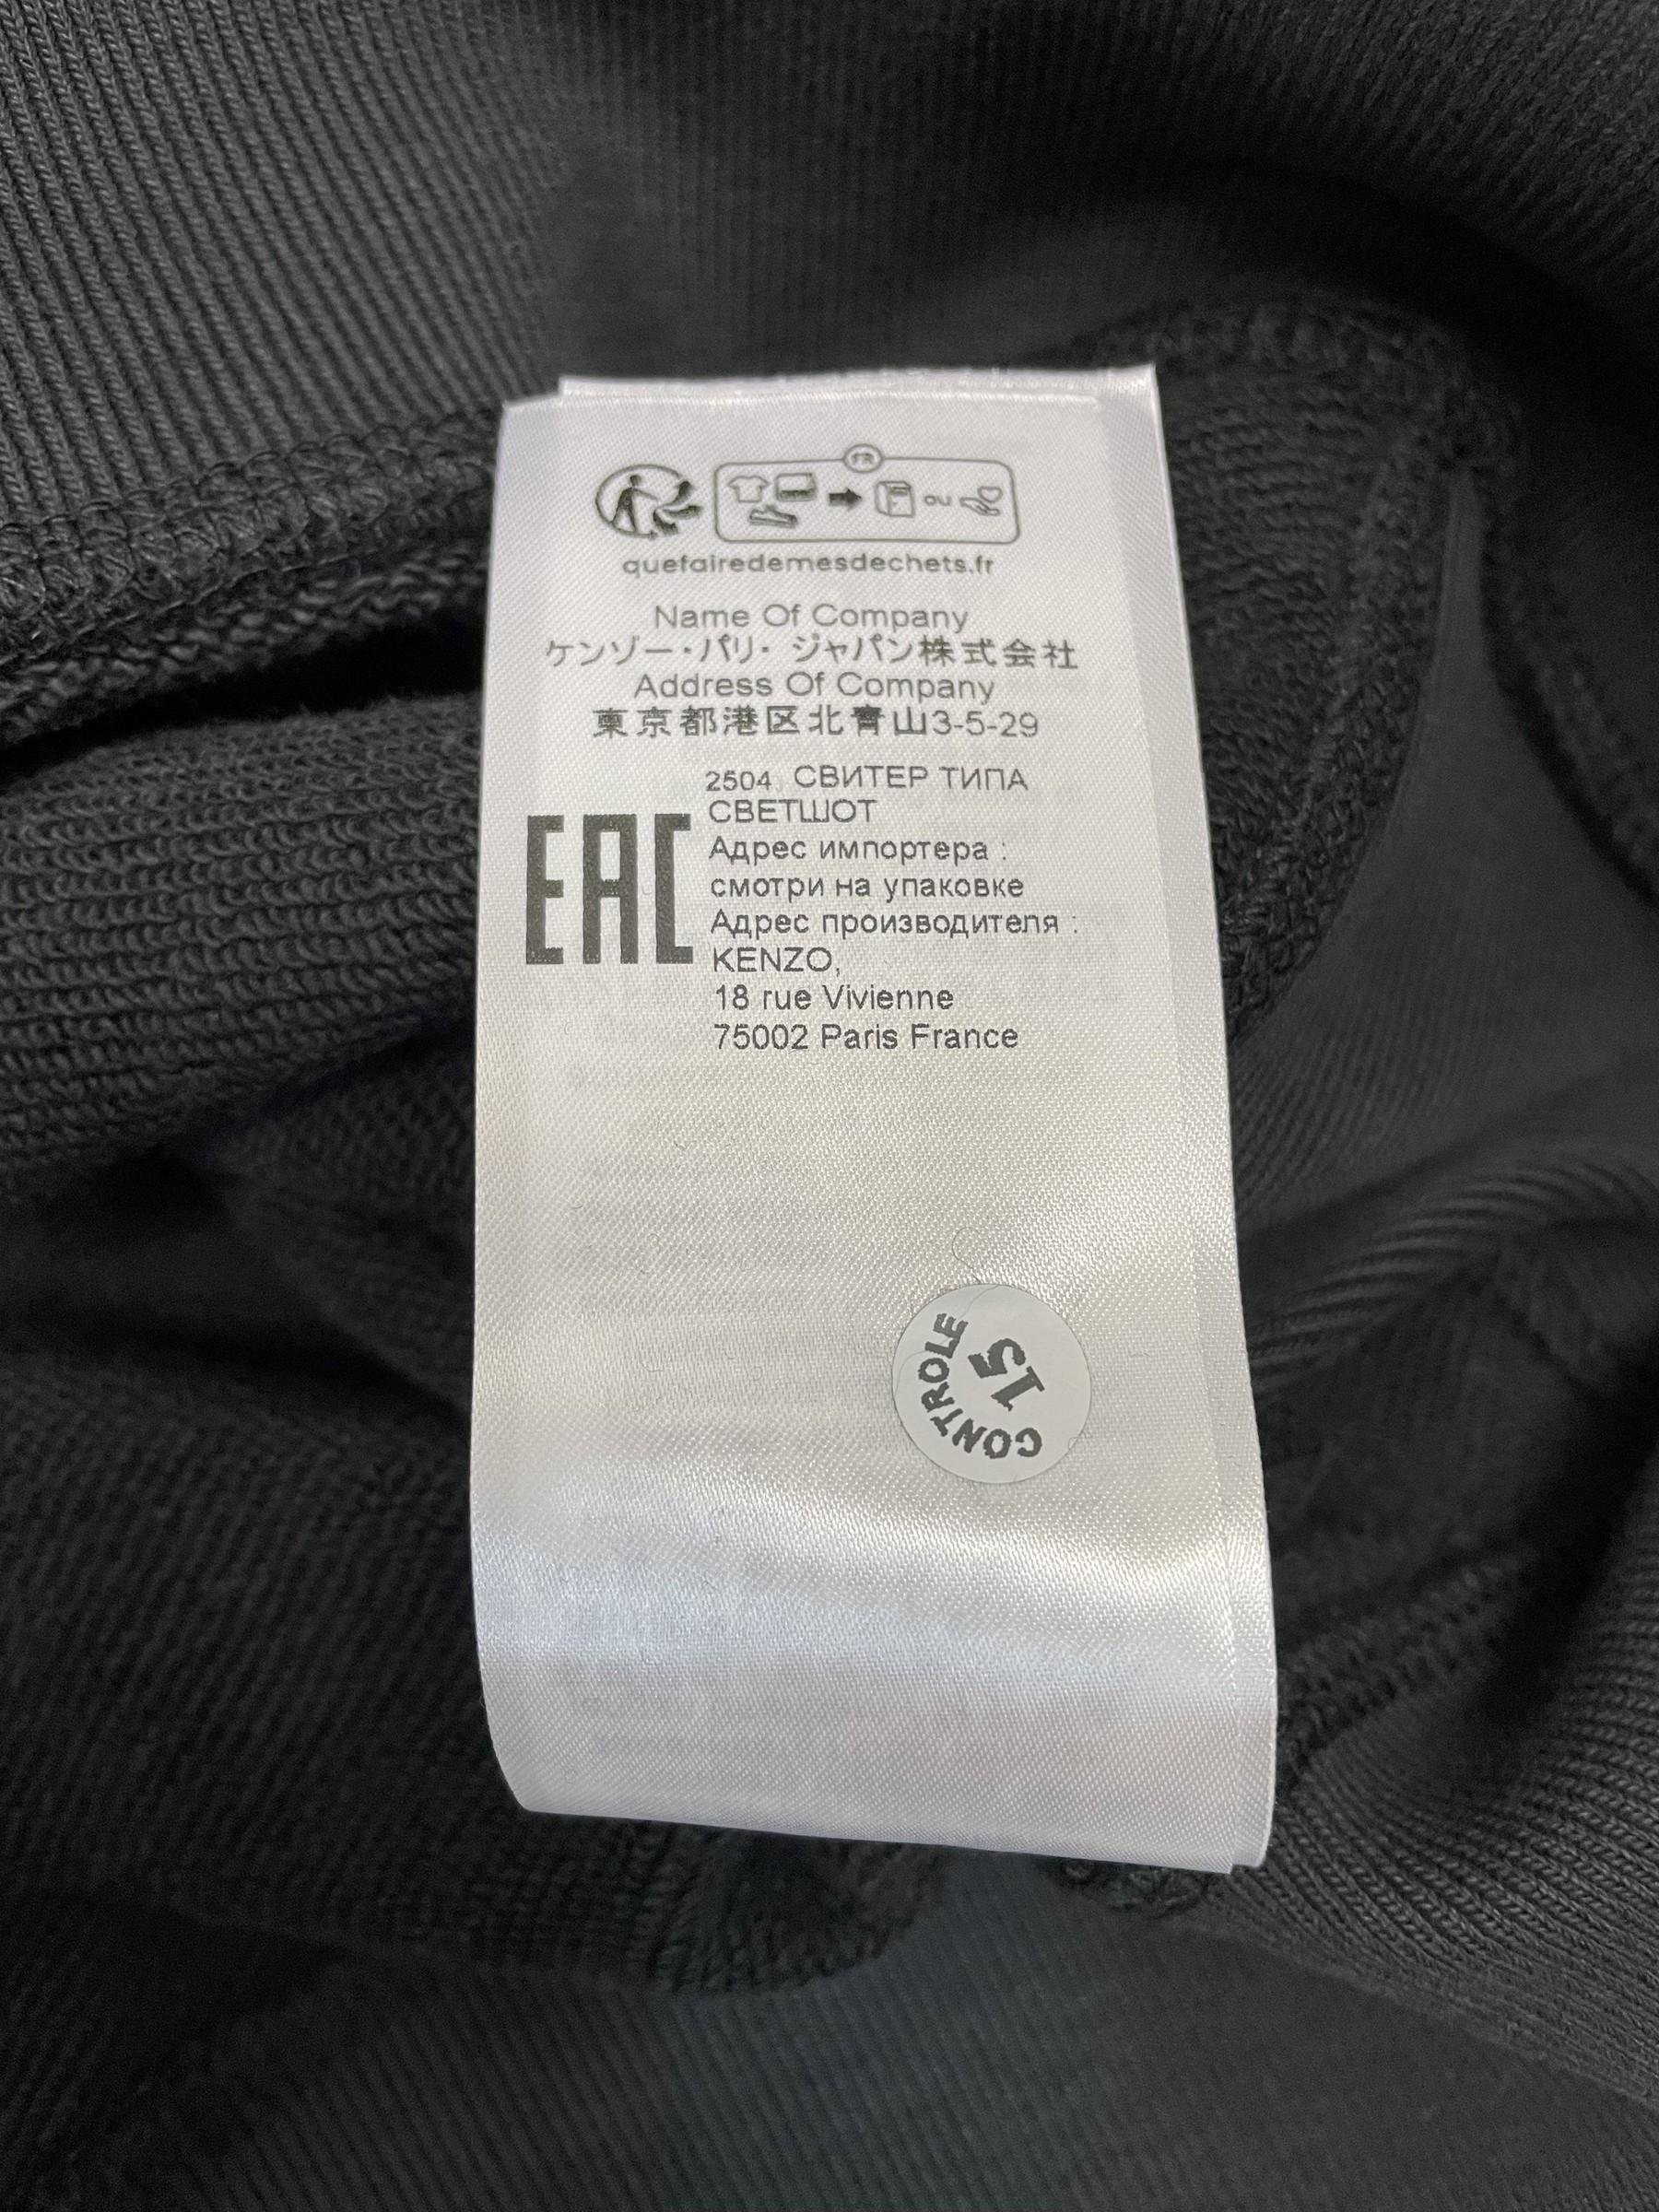 FR
OU
quefairedemesdechets.fr
Name Of Company
ケンゾー・パリ・ ジャパン株式会社
Address Of Company
東京都港区北青山3-5-29
2504 СВИТЕР ТИПА
СВЕТШОТ
EAC
Адрес импортера :
смотри на упаковке
Адрес производителя :
KENZO,
18 rue Vivienne
75002 Paris France
CONTROLE
15